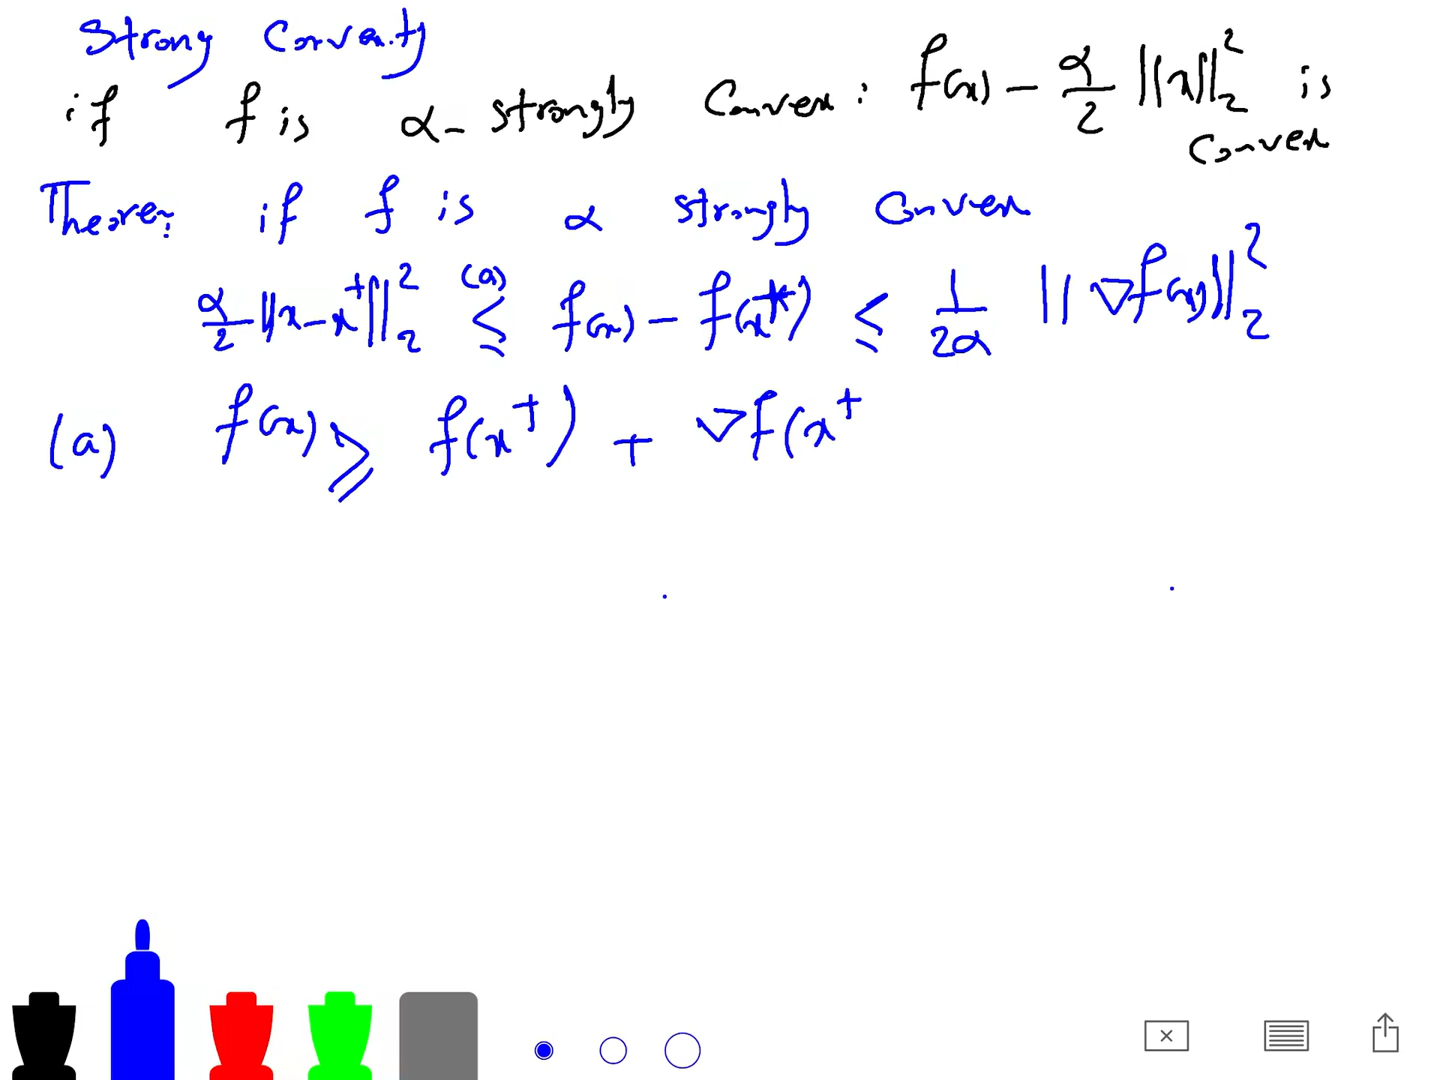 Strong Convexity
if f is α- strongly Convex : f(x) - α/2 ||x||₂² is
Convex
Theorem: if f is α strongly Convex
α/2 ||x-x⁺||₂² ≤ f(x) - f(x*) ≤ 1/2α ||∇f(x)||₂²
(a)
(a) f(x) ≥ f(x⁺) + ∇f(x⁺